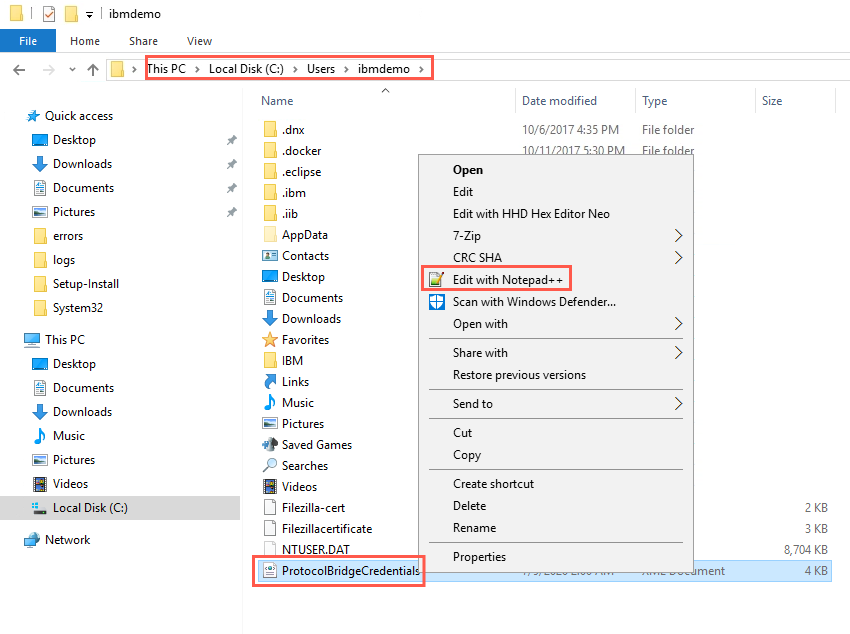 ibmdemo
File Home Share View
This PC > Local Disk (C:) > Users > ibmdemo >
Name Date modified Type Size
Quick access
Desktop
Downloads
Documents
Pictures
errors
logs
Setup-Install
System32
This PC
Desktop
Documents
Downloads
Music
Pictures
Videos
Local Disk (C:)
Network
.dnx 10/6/2017 4:35 PM File folder
.docker 10/11/2017 5:30 PM File folder
.eclipse
.ibm
.iib
AppData
Contacts
Desktop
Documents
Downloads
Favorites
IBM
Links
Music
Pictures
Saved Games
Searches
Videos
Filezilla-cert 2 KB
Filezillacertificate 3 KB
NTUSER.DAT 8,704 KB
ProtocolBridgeCredentials Document 4 KB
Open
Edit
Edit with HHD Hex Editor Neo
7-Zip
CRC SHA
Edit with Notepad++
Scan with Windows Defender...
Open with
Share with
Restore previous versions
Send to
Cut
Copy
Create shortcut
Delete
Rename
Properties